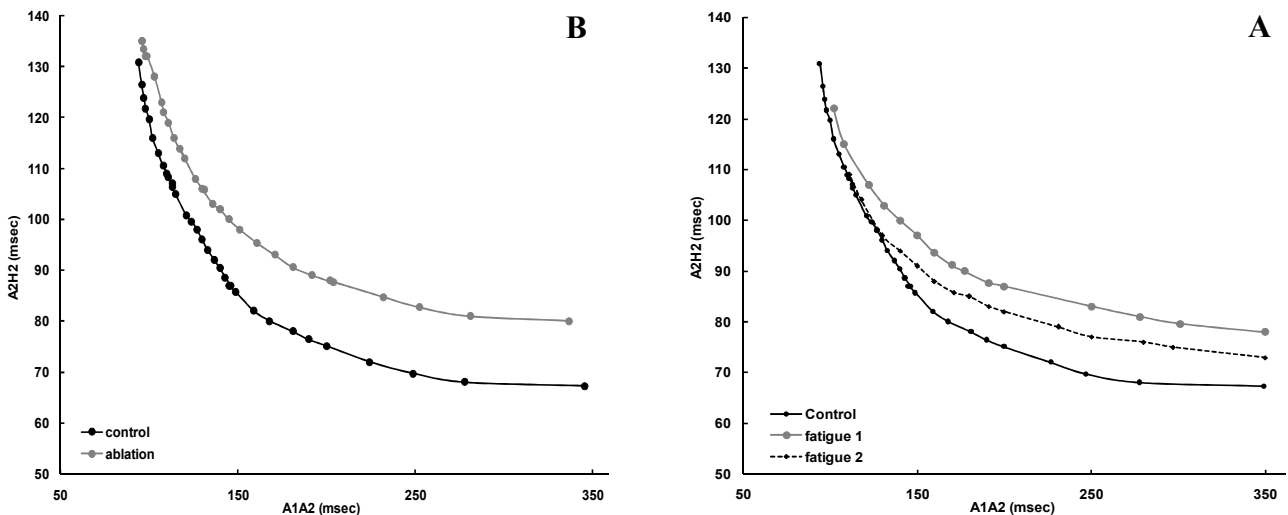 B
140
130
120
110
100
90
80
70
60
50
A2H2 (msec)
control
ablation
50
150
250
350
A1A2 (msec)
A
140
130
120
110
100
90
80
70
60
50
A2H2 (msec)
Control
fatigue 1
fatigue 2
50
150
250
350
A1A2 (msec)